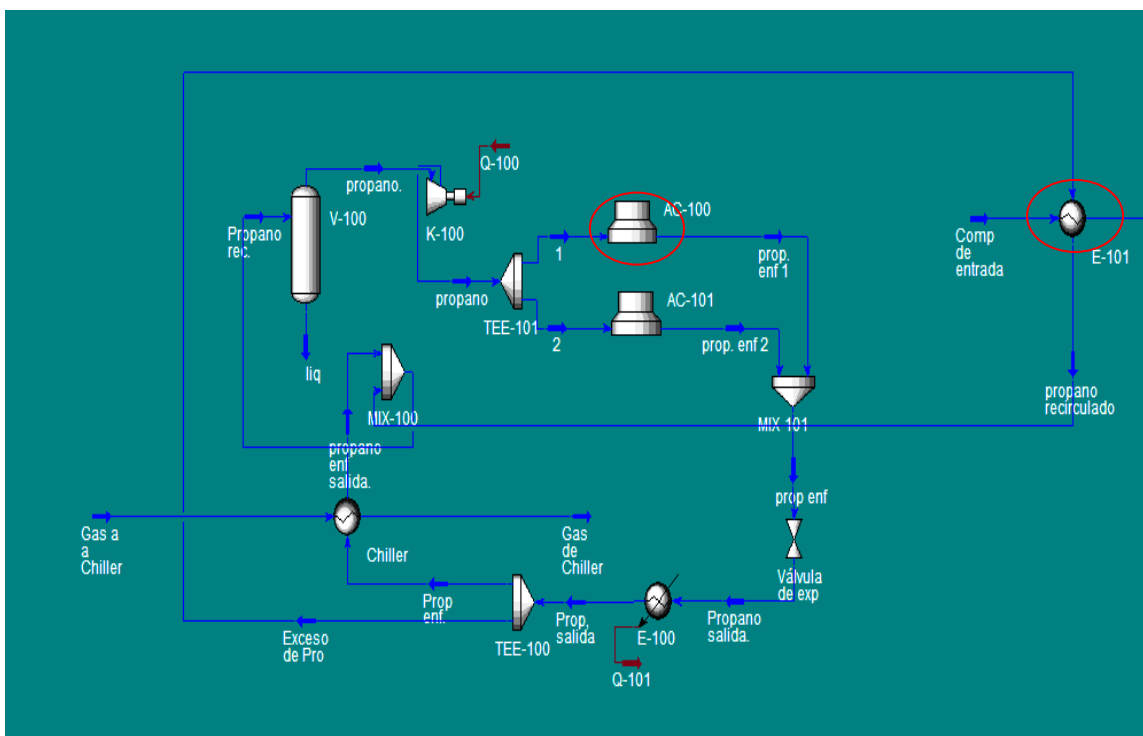 Q-100
propano.
V-100
K-100
AC-100
Propano
rec.
1
prop.
enf 1
Comp
de
entrada
E-101
propano
TEE-101
AC-101
2
prop. enf 2
liq
MIX-100
MIX-101
propano
recirculado
propano
enf
salida.
prop enf
Gas a
a
Chiller
Chiller
Gas
de
Chiller
Válvula
de exp
Prop
enf.
Prop,
salida
E-100
Propano
salida.
Exceso
de Pro
TEE-100
Q-101